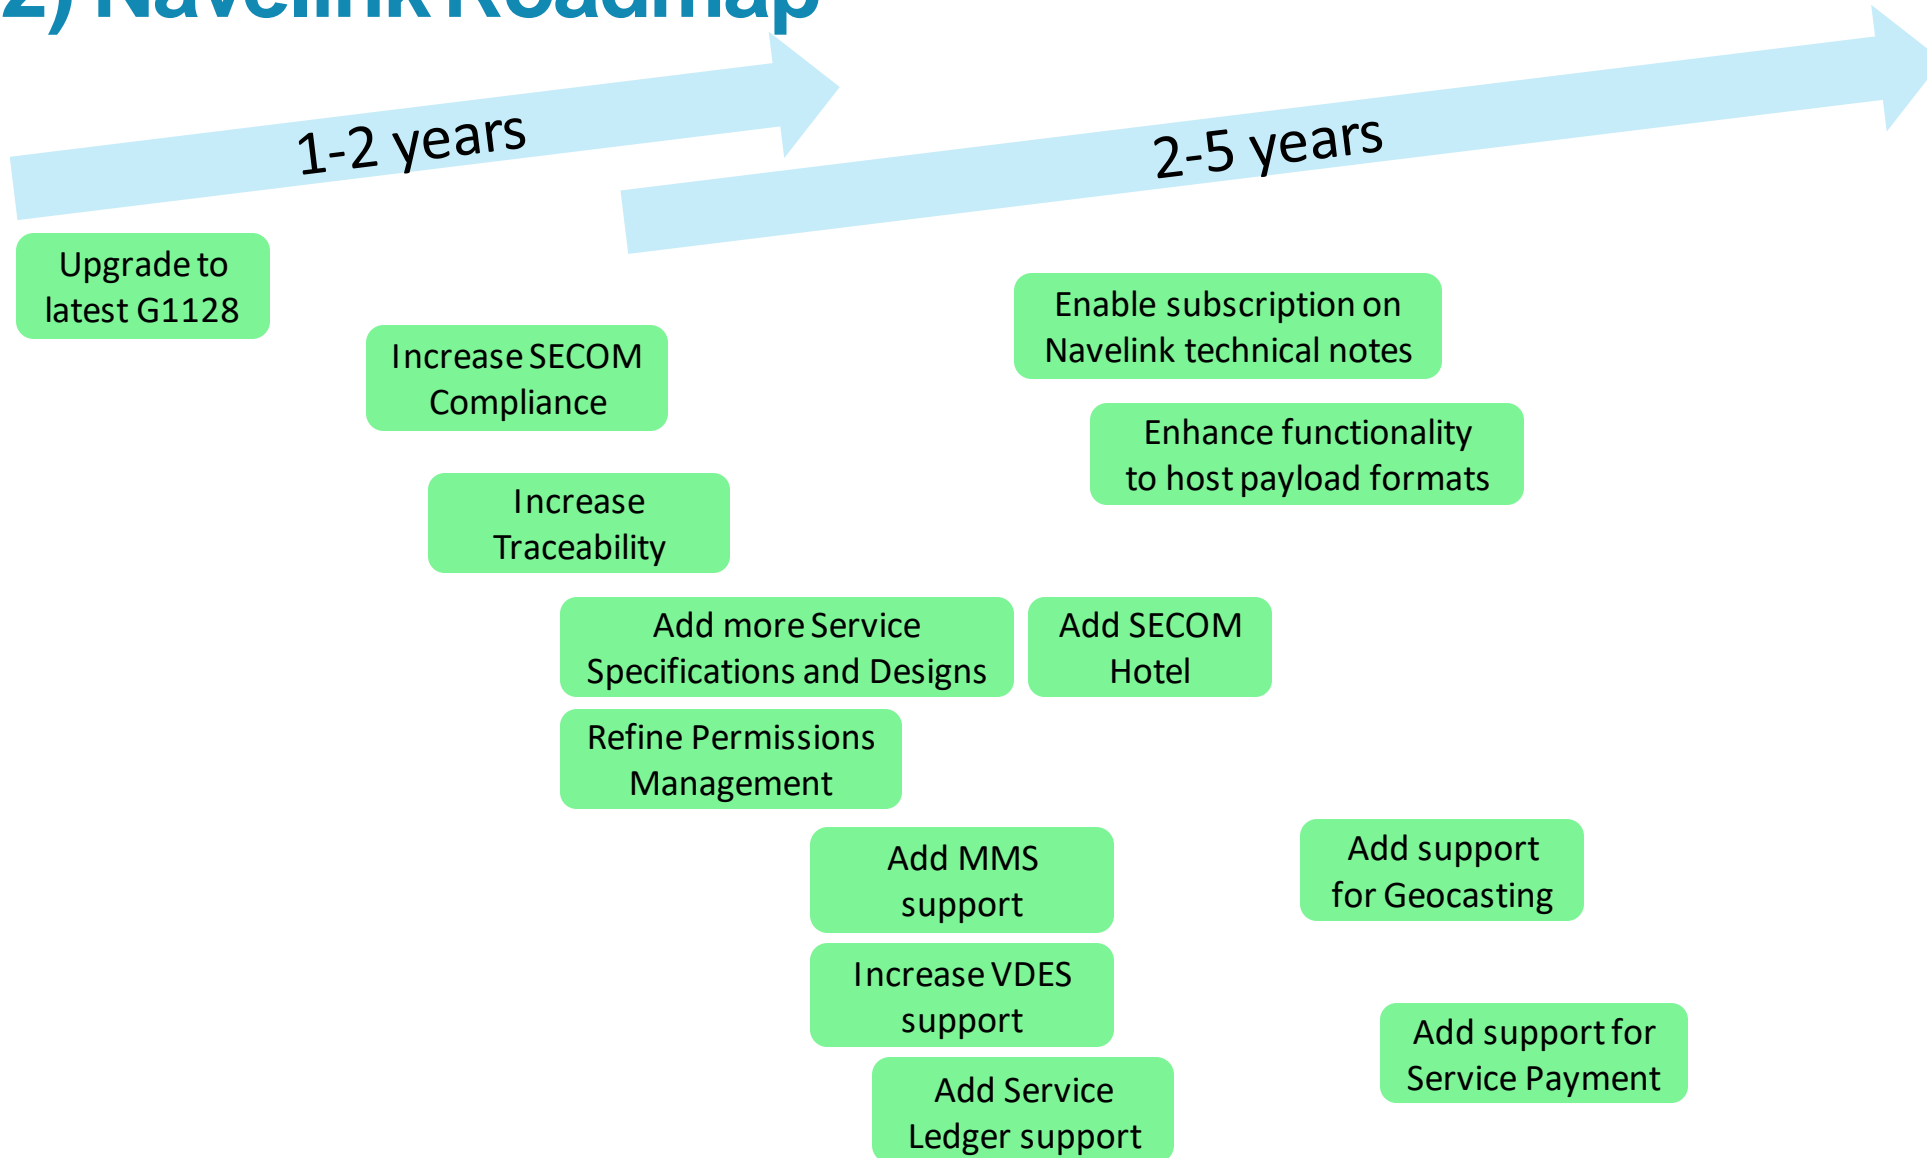 2) Navelink Roadmap
1-2 years
2-5 years
Upgrade to
latest G1128
Enable subscription on
Navelink technical notes
Increase SECOM
Compliance
Enhance functionality
to host payload formats
Increase
Traceability
Add more Service
Specifications and Designs
Add SECOM
Hotel
Refine Permissions
Management
Add MMS
support
Add support
for Geocasting
Increase VDES
support
Add support for
Service Payment
Add Service
Ledger support